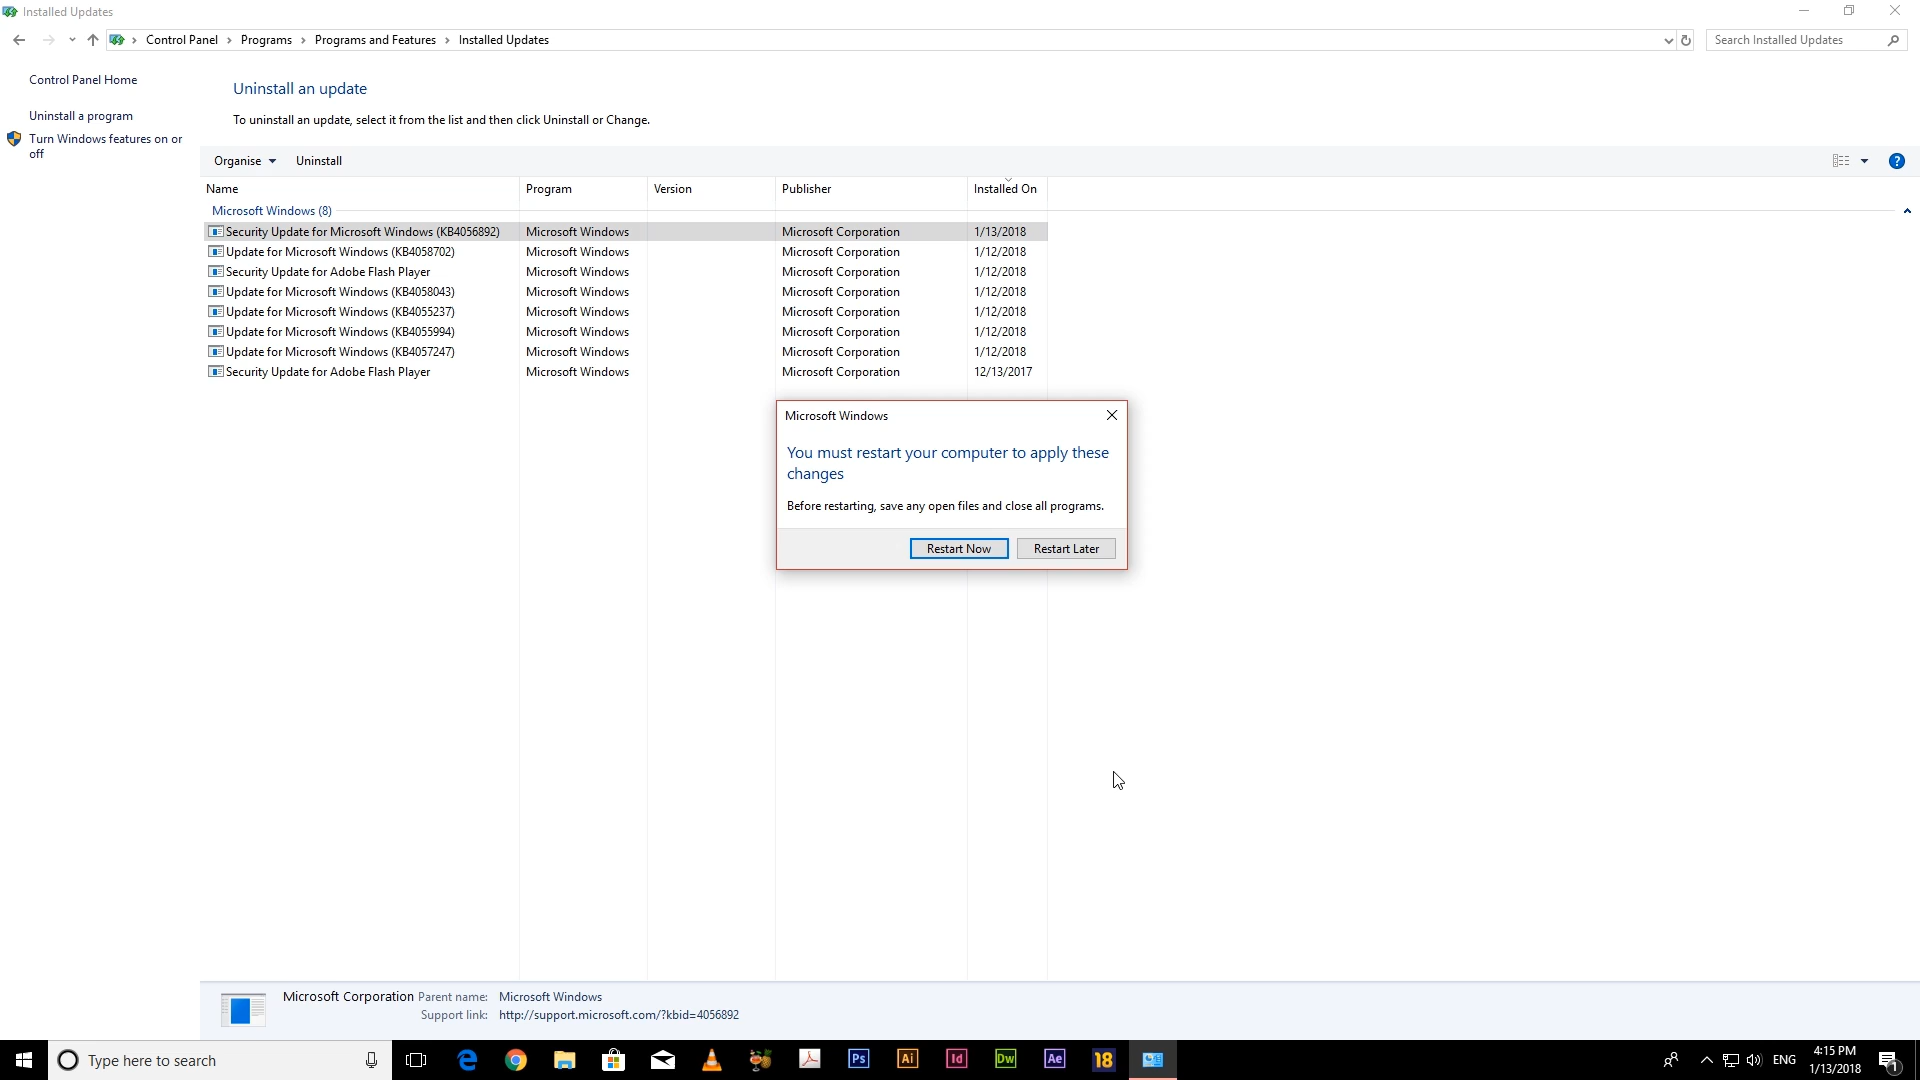 Installed Updates
Control Panel Programs Programs and Features Installed Updates
Search Installed Updates
Control Panel Home
Uninstall a program
Turn Windows features on or
off
Uninstall an update
To uninstall an update, select it from the list and then click Uninstall or Change.
Organise Uninstall
?
Name Program Version Publisher Installed On
Microsoft Windows (8)
Security Update for Microsoft Windows (KB4056892) Microsoft Windows Microsoft Corporation 1/13/2018
Update for Microsoft Windows (KB4058702) Microsoft Windows Microsoft Corporation 1/12/2018
Security Update for Adobe Flash Player Microsoft Windows Microsoft Corporation 1/12/2018
Update for Microsoft Windows (KB4058043) Microsoft Windows Microsoft Corporation 1/12/2018
Update for Microsoft Windows (KB4055237) Microsoft Windows Microsoft Corporation 1/12/2018
Update for Microsoft Windows (KB4055994) Microsoft Windows Microsoft Corporation 1/12/2018
Update for Microsoft Windows (KB4057247) Microsoft Windows Microsoft Corporation 1/12/2018
Security Update for Adobe Flash Player Microsoft Windows Microsoft Corporation 12/13/2017
Microsoft Windows
You must restart your computer to apply these
changes
Before restarting, save any open files and close all programs.
Restart Now Restart Later
Microsoft Corporation Parent name: Microsoft Windows
Support link: http://support.microsoft.com/?kbid=4056892
Type here to search
Ps Ai Id Dw Ae 18
ENG
4:15 PM
1/13/2018
1